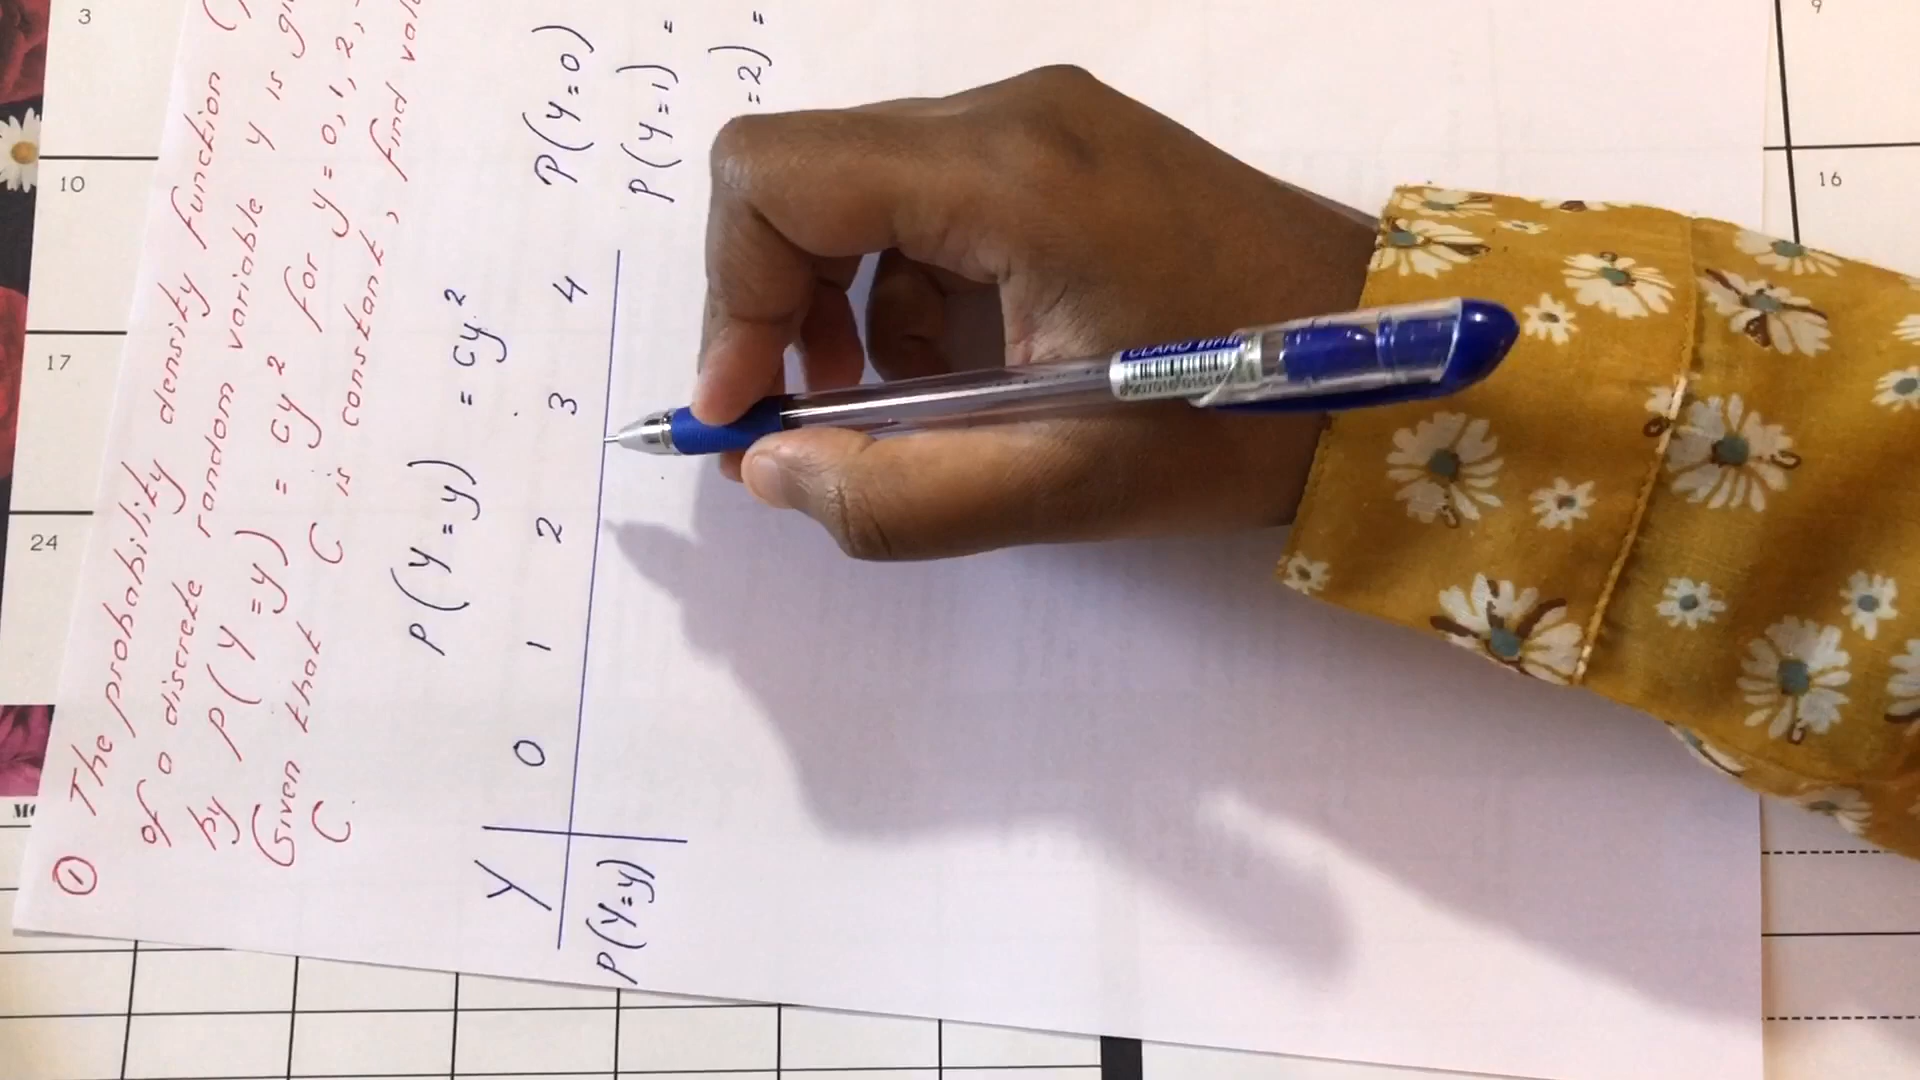 ① The probability density function
of a discrete random variable Y is
by P(Y=y) = cy² for y = 0, 1, 2,
Given that C is constant, find
C.
P(Y=y) = cy²
Y 0 1 2 3 4
P(Y=y)
P(Y=0)
P(Y=1) =
=2) =
3
10
17
24
9
16